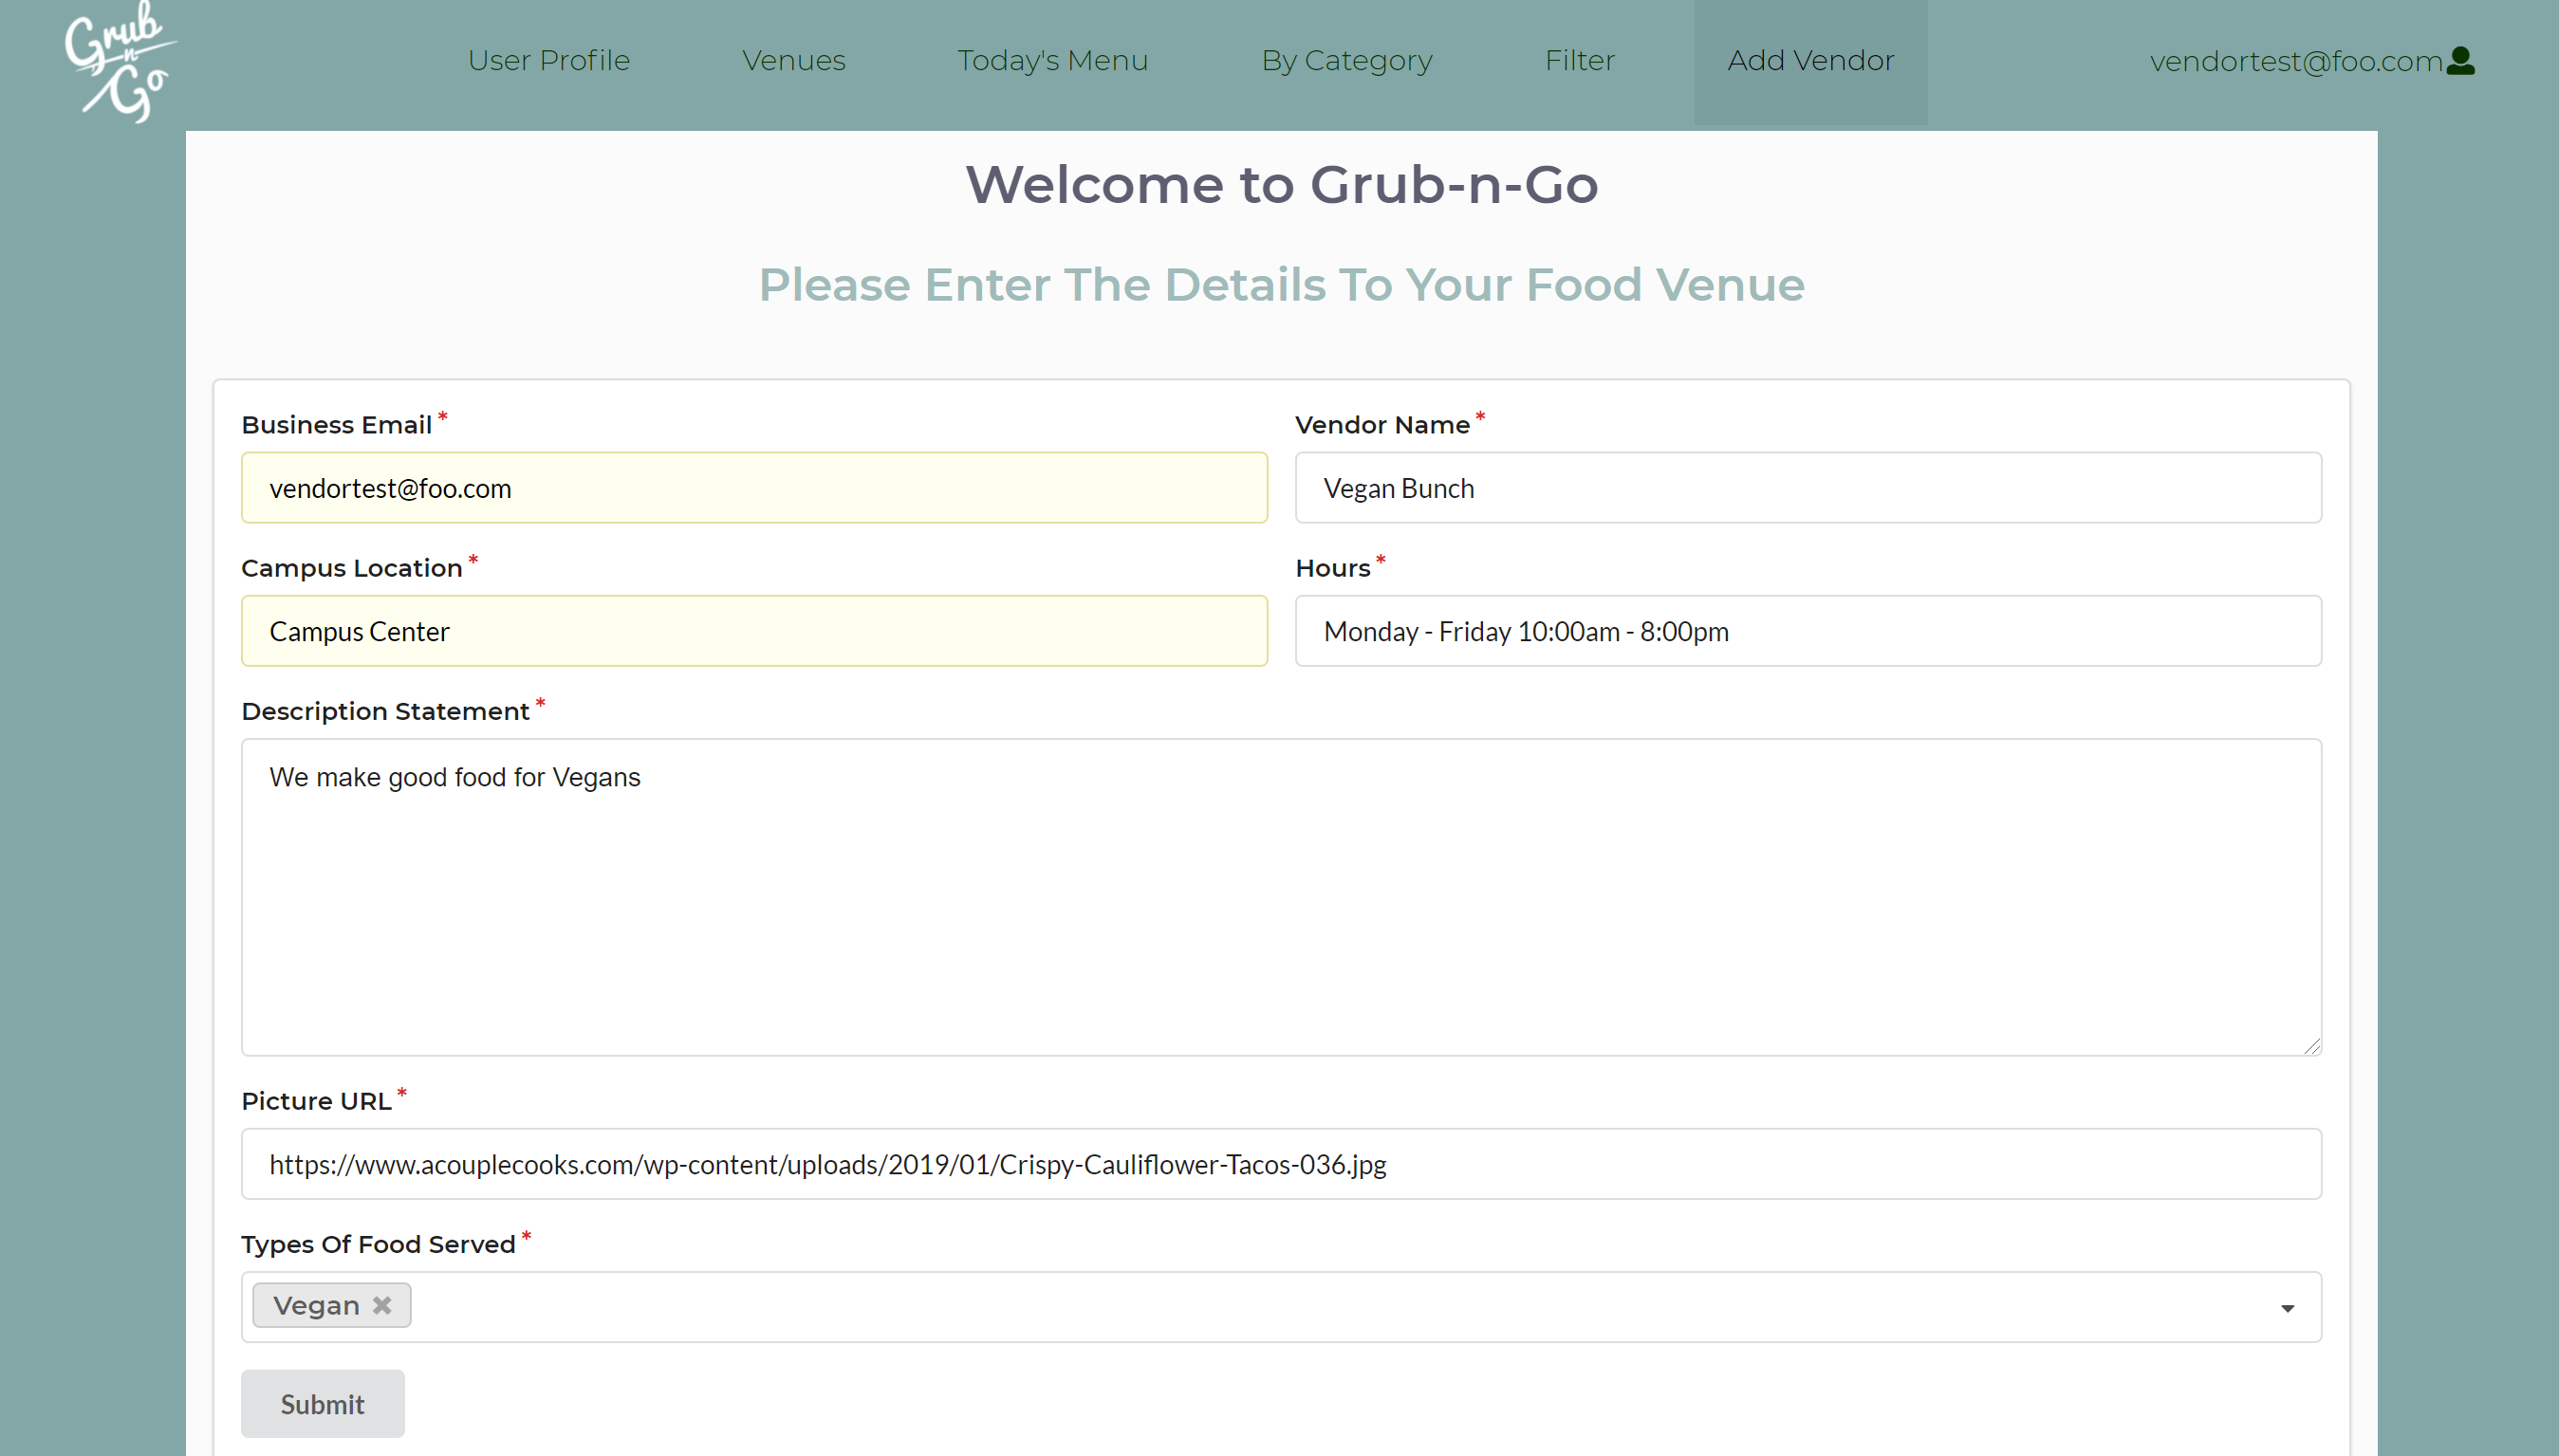 Grub
n
Go
User Profile
Venues
Today's Menu
By Category
Filter
Add Vendor
vendortest@foo.com
Welcome to Grub-n-Go
Please Enter The Details To Your Food Venue
Business Email*
vendortest@foo.com
Vendor Name*
Vegan Bunch
Campus Location*
Campus Center
Hours*
Monday - Friday 10:00am - 8:00pm
Description Statement*
We make good food for Vegans
Picture URL*
https://www.acouplecooks.com/wp-content/uploads/2019/01/Crispy-Cauliflower-Tacos-036.jpg
Types Of Food Served*
Vegan
Submit